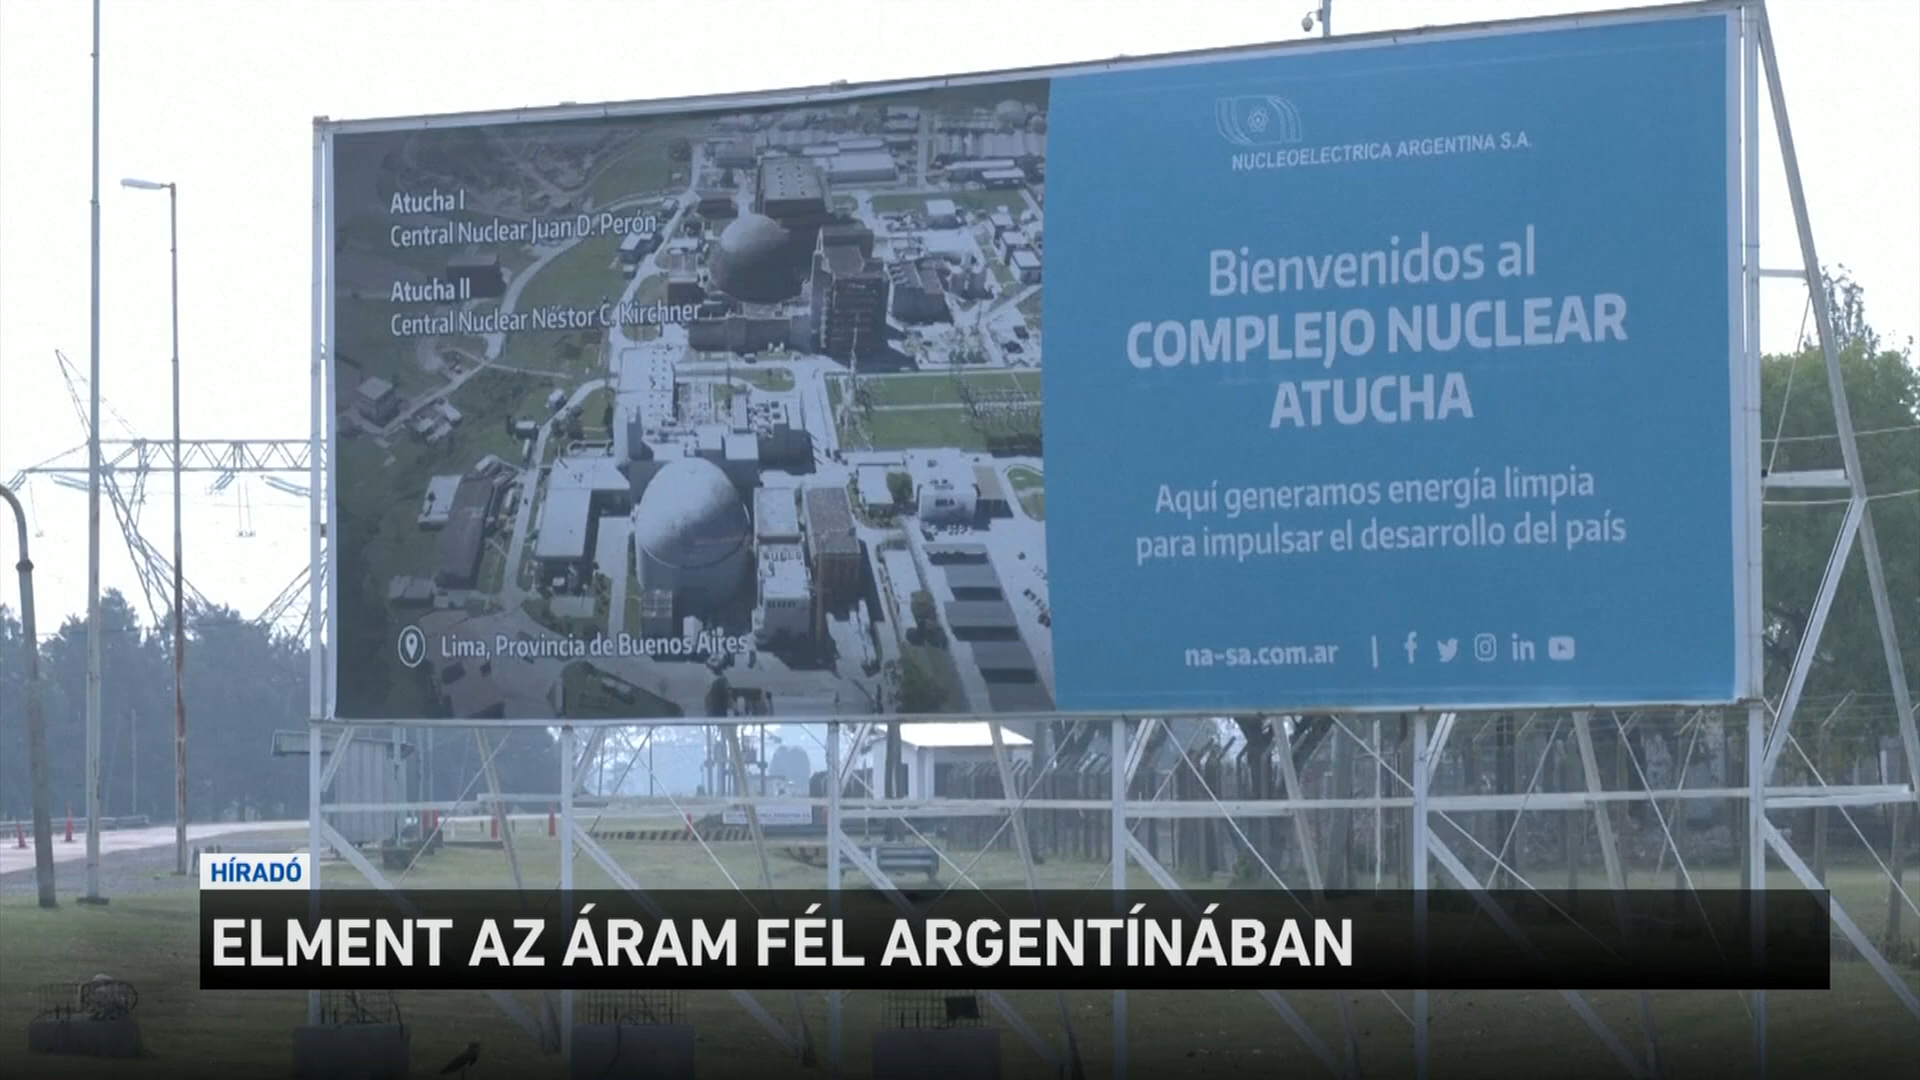 Atucha I
Central Nuclear Juan D. Perón
Atucha II
Central Nuclear Néstor C. Kirchner
Lima, Provincia de Buenos Aires
NUCLEOELECTRICA ARGENTINA S.A.
Bienvenidos al
COMPLEJO NUCLEAR
ATUCHA
Aquí generamos energía limpia
para impulsar el desarrollo del país
na-sa.com.ar
HÍRADÓ
ELMENT AZ ÁRAM FÉL ARGENTÍNÁBAN